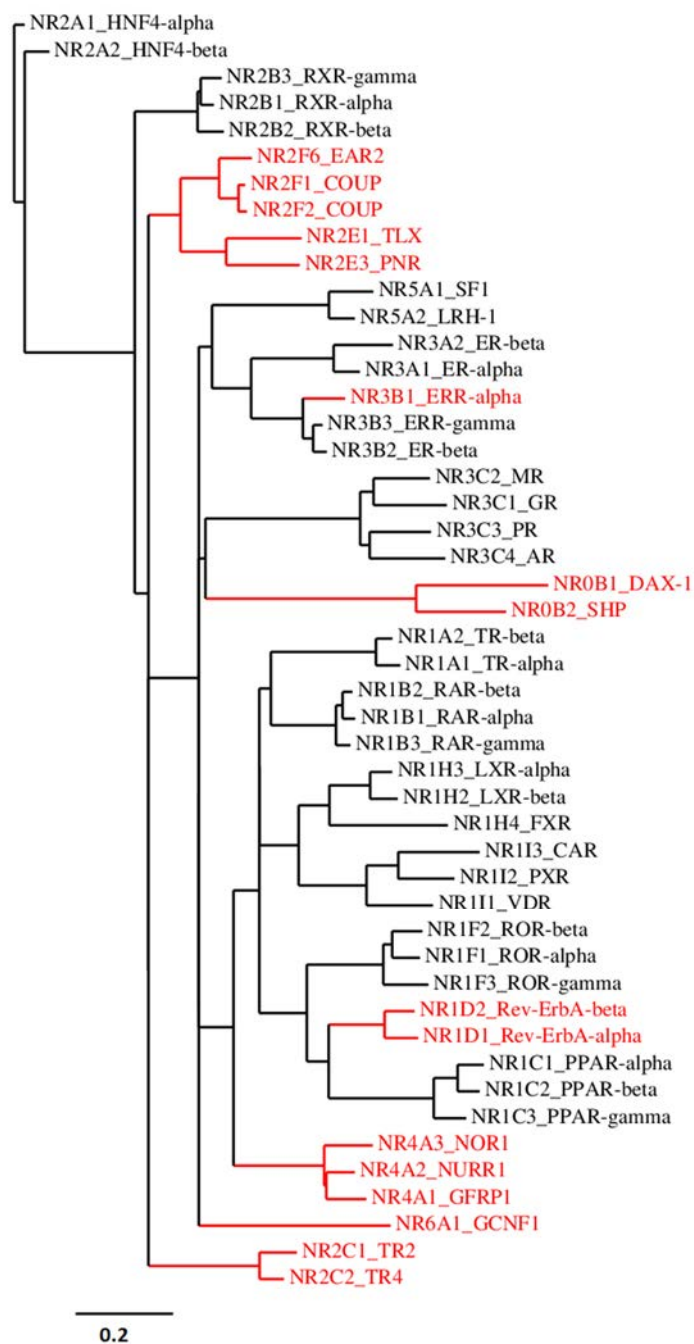 NR2A1_HNF4-alpha
NR2A2_HNF4-beta
NR2B3_RXR-gamma
NR2B1_RXR-alpha
NR2B2_RXR-beta
NR2F6_EAR2
NR2F1_COUP
NR2F2_COUP
NR2E1_TLX
NR2E3_PNR
NR5A1_SF1
NR5A2_LRH-1
NR3A2_ER-beta
NR3A1_ER-alpha
NR3B1_ERR-alpha
NR3B3_ERR-gamma
NR3B2_ER-beta
NR3C2_MR
NR3C1_GR
NR3C3_PR
NR3C4_AR
NR0B1_DAX-1
NR0B2_SHP
NR1A2_TR-beta
NR1A1_TR-alpha
NR1B2_RAR-beta
NR1B1_RAR-alpha
NR1B3_RAR-gamma
NR1H3_LXR-alpha
NR1H2_LXR-beta
NR1H4_FXR
NR1I3_CAR
NR1I2_PXR
NR1I1_VDR
NR1F2_ROR-beta
NR1F1_ROR-alpha
NR1F3_ROR-gamma
NR1D2_Rev-ErbA-beta
NR1D1_Rev-ErbA-alpha
NR1C1_PPAR-alpha
NR1C2_PPAR-beta
NR1C3_PPAR-gamma
NR4A3_NOR1
NR4A2_NURR1
NR4A1_GFRP1
NR6A1_GCNF1
NR2C1_TR2
NR2C2_TR4
0.2